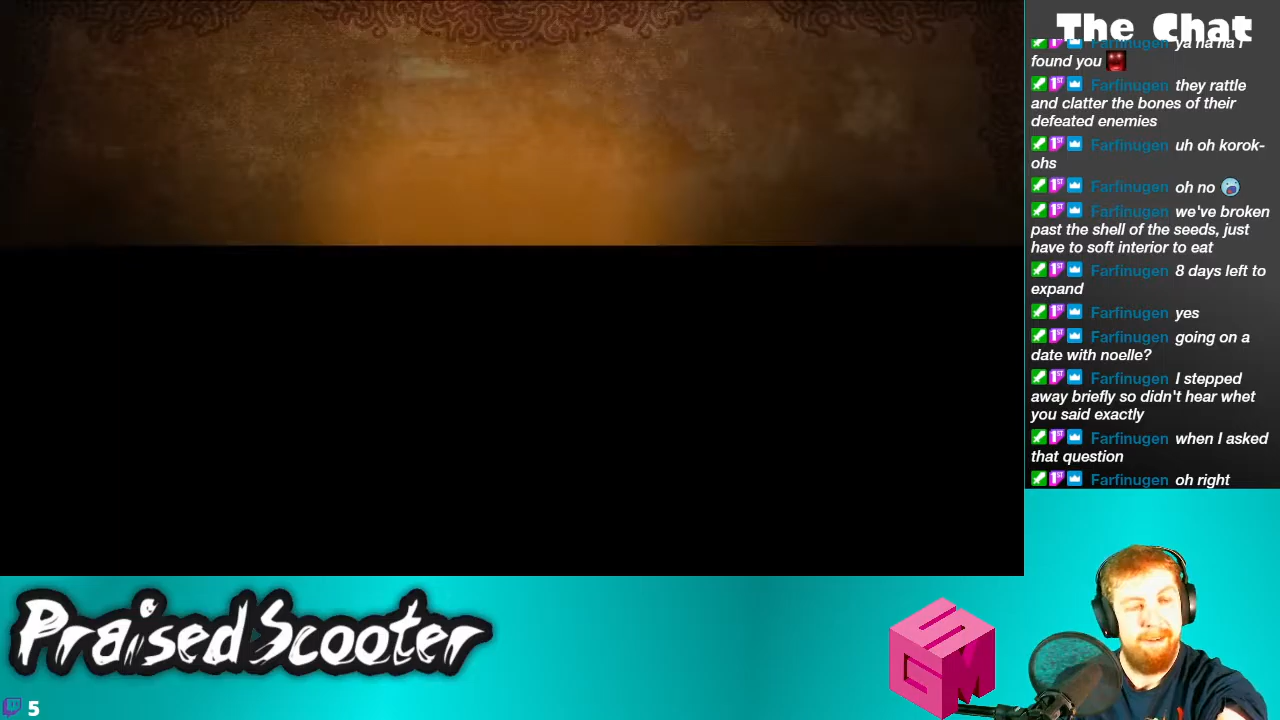 The Chat
Farfinugen ya ha ha I
found you
Farfinugen they rattle
and clatter the bones of their
defeated enemies
Farfinugen uh oh korok-
ohs
Farfinugen oh no
Farfinugen we've broken
past the shell of the seeds, just
have to soft interior to eat
Farfinugen 8 days left to
expand
Farfinugen yes
Farfinugen going on a
date with noelle?
Farfinugen I stepped
away briefly so didn't hear whet
you said exactly
Farfinugen when I asked
that question
Farfinugen oh right
Praised Scooter
SGM
5